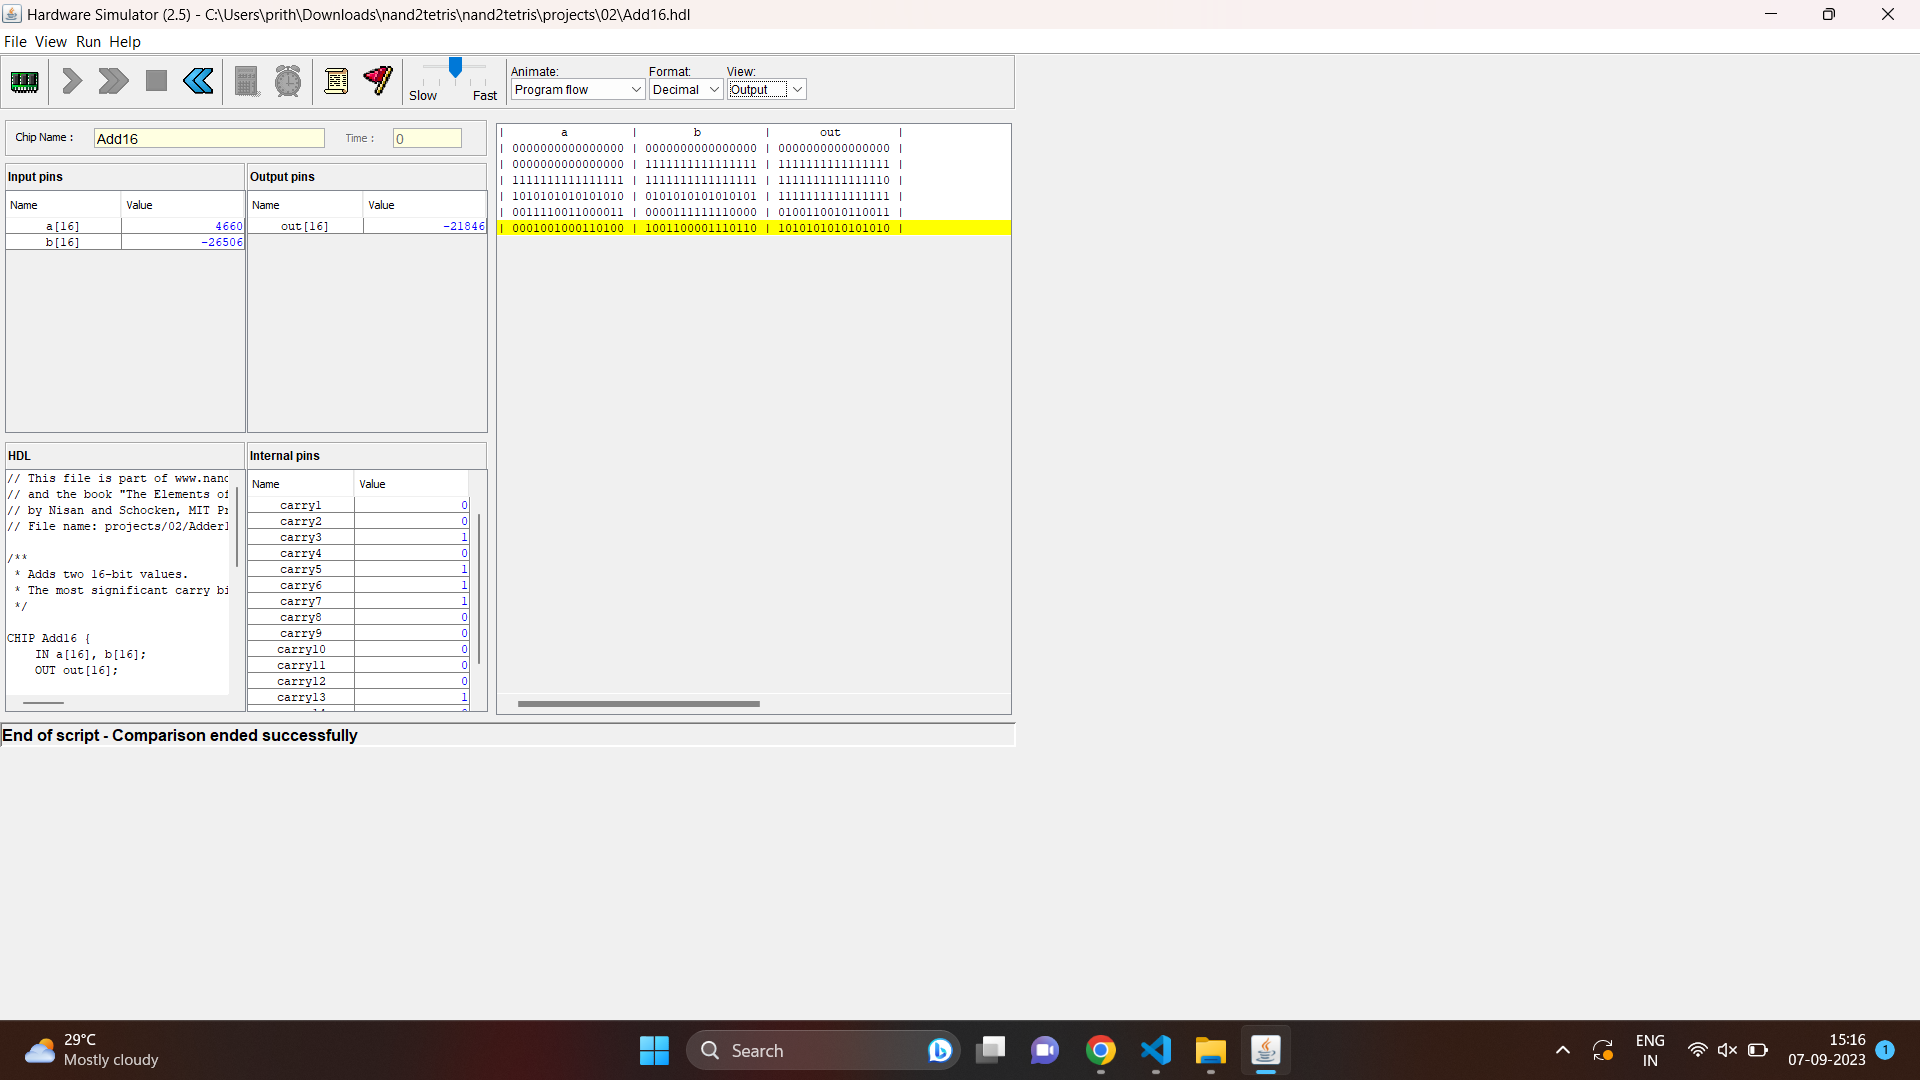 Hardware Simulator (2.5) - C:\Users\prith\Downloads\nand2tetris\nand2tetris\projects\02\Add16.hdl
File View Run Help
Slow Fast
Animate: Format: View:
Program flow Decimal Output
Chip Name : Add16 Time : 0
Input pins
Name Value
a[16] 4660
b[16] -26506
Output pins
Name Value
out[16] -21846
| a | b | out |
| 0000000000000000 | 0000000000000000 | 0000000000000000 |
| 0000000000000000 | 1111111111111111 | 1111111111111111 |
| 1111111111111111 | 1111111111111111 | 1111111111111110 |
| 1010101010101010 | 0101010101010101 | 1111111111111111 |
| 0011110011000011 | 0000111111110000 | 0100110010110011 |
| 0001001000110100 | 1001100001110110 | 1010101010101010 |
HDL
// This file is part of www.nand
// and the book "The Elements of
// by Nisan and Schocken, MIT Pr
// File name: projects/02/Adder1
/**
* Adds two 16-bit values.
* The most significant carry bi
*/
CHIP Add16 {
IN a[16], b[16];
OUT out[16];
Internal pins
Name Value
carry1 0
carry2 0
carry3 1
carry4 0
carry5 1
carry6 1
carry7 1
carry8 0
carry9 0
carry10 0
carry11 0
carry12 0
carry13 1
End of script - Comparison ended successfully
29°C
Mostly cloudy
Search
ENG
IN
15:16
07-09-2023
1